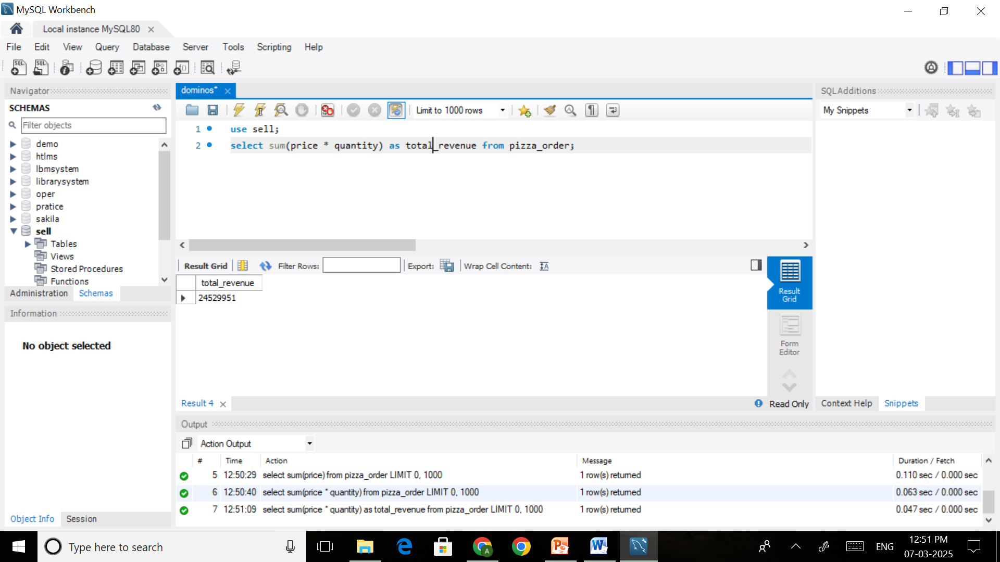 MySQL Workbench
Local instance MySQL80
File Edit View Query Database Server Tools Scripting Help
Navigator
SCHEMAS
Filter objects
demo
htlms
lbmsystem
librarysystem
oper
pratice
sakila
sell
Tables
Views
Stored Procedures
Functions
Administration Schemas
Information
No object selected
Object Info Session
dominos*
Limit to 1000 rows
1 use sell;
2 select sum(price * quantity) as total_revenue from pizza_order;
Result Grid Filter Rows: Export: Wrap Cell Content:
total_revenue
24529951
Result Grid
Form Editor
Result 4
Read Only
SQLAdditions
My Snippets
Context Help Snippets
Output
Action Output
# Time Action Message Duration / Fetch
5 12:50:29 select sum(price) from pizza_order LIMIT 0, 1000 1 row(s) returned 0.110 sec / 0.000 sec
6 12:50:40 select sum(price * quantity) from pizza_order LIMIT 0, 1000 1 row(s) returned 0.063 sec / 0.000 sec
7 12:51:09 select sum(price * quantity) as total_revenue from pizza_order LIMIT 0, 1000 1 row(s) returned 0.047 sec / 0.000 sec
Type here to search
ENG
12:51 PM
07-03-2025